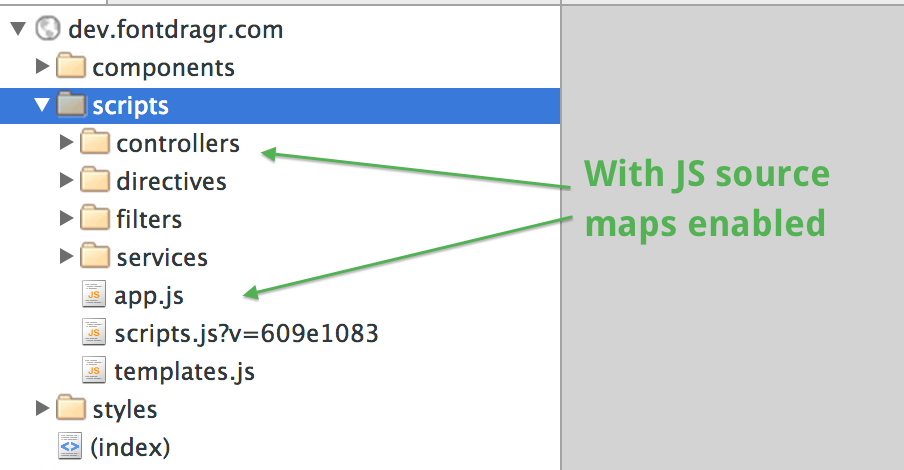 dev.fontdragr.com
components
scripts
controllers
directives
filters
services
app.js
scripts.js?v=609e1083
templates.js
styles
(index)
With JS source
maps enabled